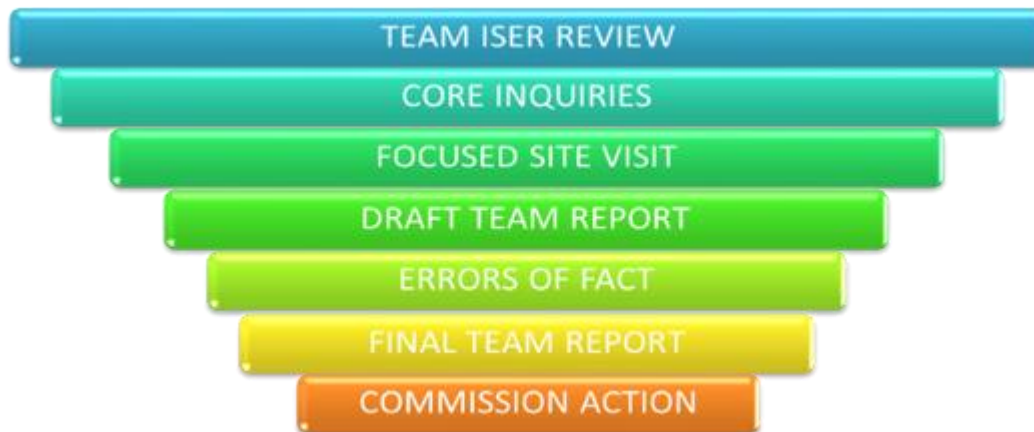 TEAM ISER REVIEW
CORE INQUIRIES
FOCUSED SITE VISIT
DRAFT TEAM REPORT
ERRORS OF FACT
FINAL TEAM REPORT
COMMISSION ACTION